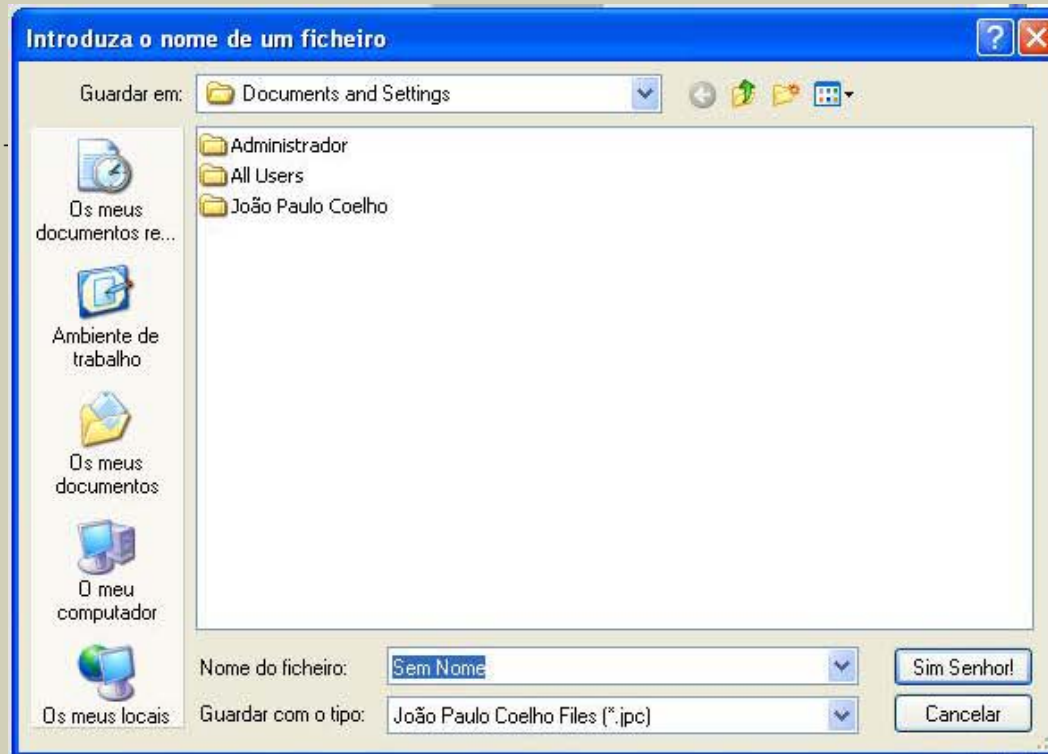 Introduza o nome de um ficheiro
Guardar em:
Documents and Settings
Administrador
All Users
João Paulo Coelho
Os meus
documentos re...
Ambiente de
trabalho
Os meus
documentos
O meu
computador
Os meus locais
Nome do ficheiro:
Sem Nome
Sim Senhor!
Guardar com o tipo:
João Paulo Coelho Files (*.jpc)
Cancelar